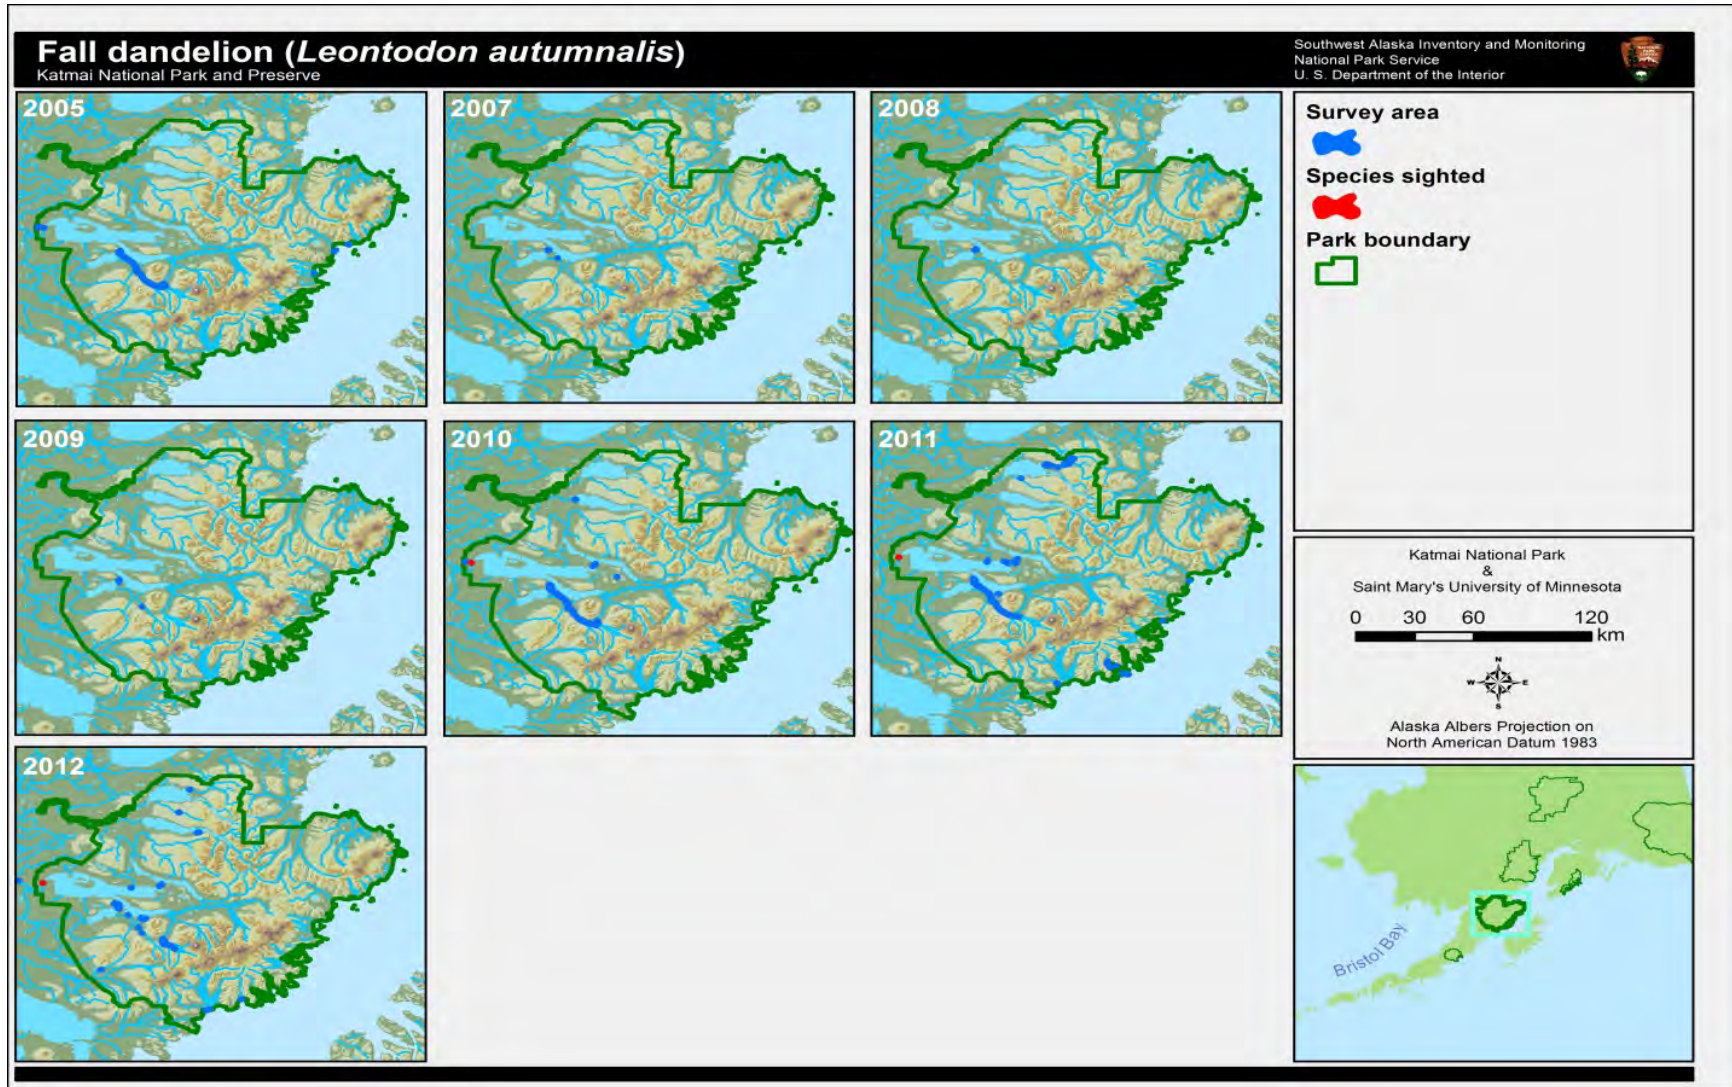 Fall dandelion (Leontodon autumnalis)
Katmai National Park and Preserve
Southwest Alaska Inventory and Monitoring
National Park Service
U. S. Department of the Interior
2005
2007
2008
Survey area
Species sighted
Park boundary
2009
2010
2011
Katmai National Park
&
Saint Mary's University of Minnesota
0 30 60 120
km
N
W E
S
Alaska Albers Projection on
North American Datum 1983
2012
Bristol Bay